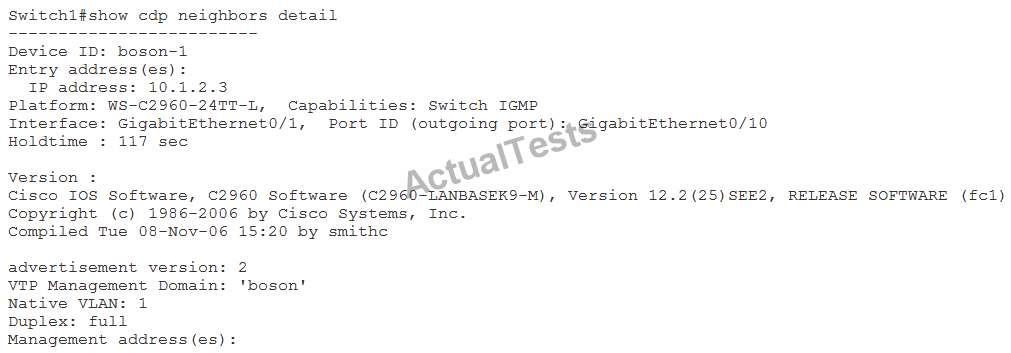 Switch1#show cdp neighbors detail
-------------------------
Device ID: boson-1
Entry address(es):
  IP address: 10.1.2.3
Platform: WS-C2960-24TT-L,  Capabilities: Switch IGMP
Interface: GigabitEthernet0/1,  Port ID (outgoing port): GigabitEthernet0/10
Holdtime : 117 sec
ActualTests
Version :
Cisco IOS Software, C2960 Software (C2960-LANBASEK9-M), Version 12.2(25)SEE2, RELEASE SOFTWARE (fc1)
Copyright (c) 1986-2006 by Cisco Systems, Inc.
Compiled Tue 08-Nov-06 15:20 by smithc
advertisement version: 2
VTP Management Domain: 'boson'
Native VLAN: 1
Duplex: full
Management address(es):